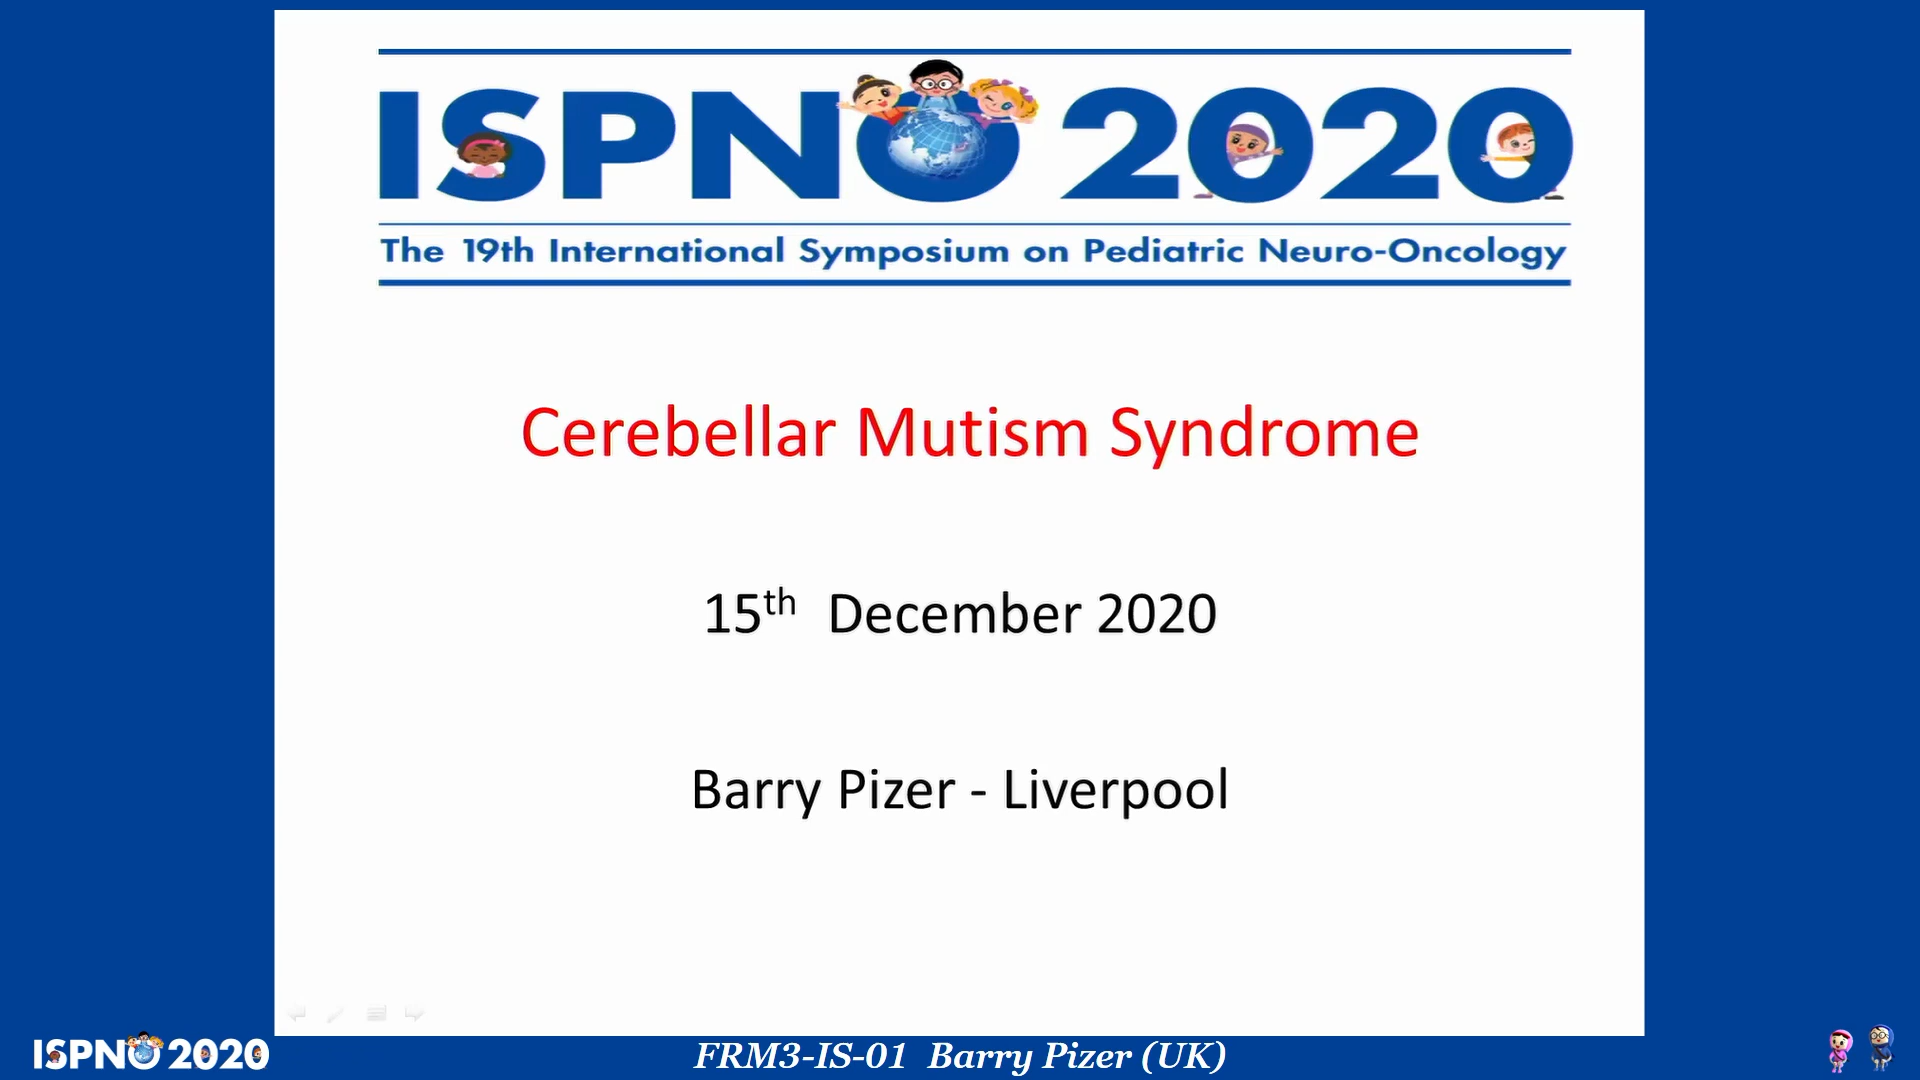 ISPNO 2020
The 19th International Symposium on Pediatric Neuro-Oncology
Cerebellar Mutism Syndrome
15th December 2020
Barry Pizer - Liverpool
ISPNO 2020
FRM3-IS-01 Barry Pizer (UK)